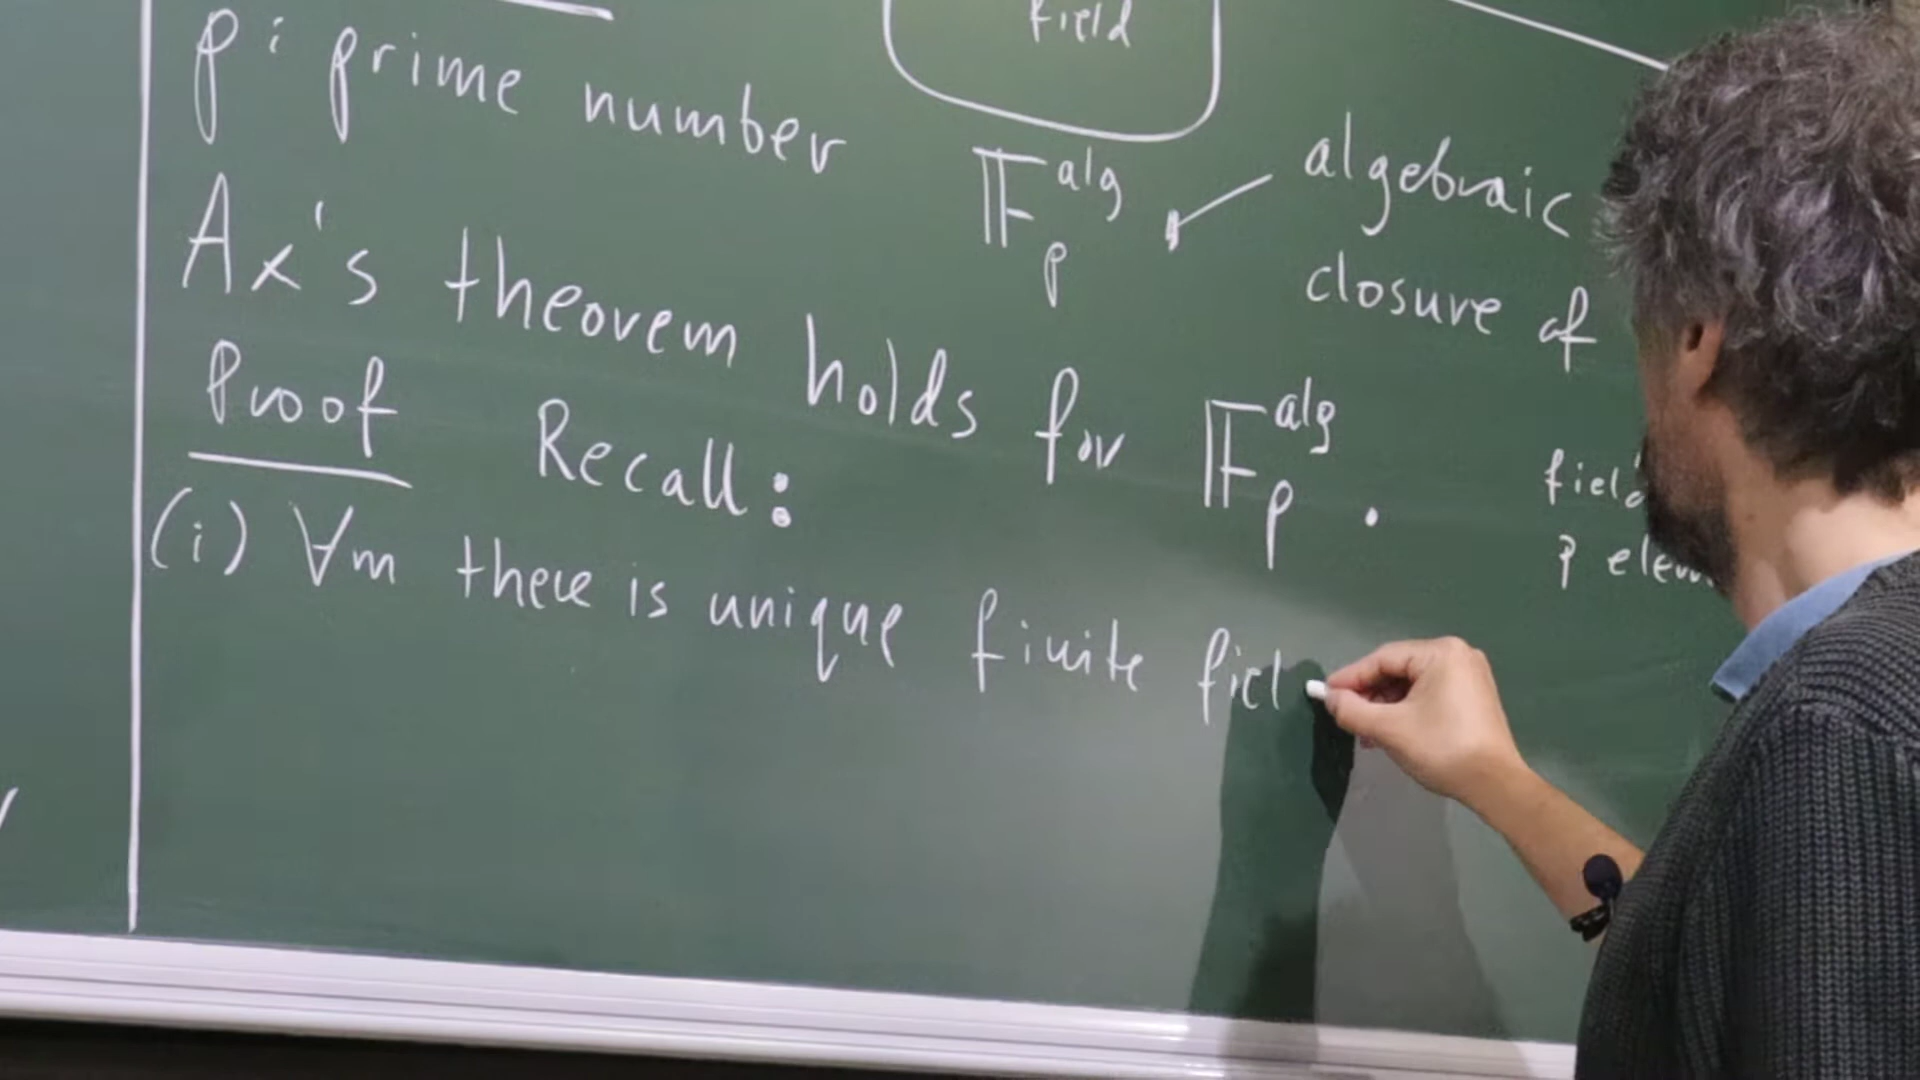 field
p: prime number
𝔽ₚ^alg
algebraic
closure of
Ax's theorem holds for 𝔽ₚ^alg.
field
p elem
Proof Recall:
(i) ∀m there is unique finite fiel